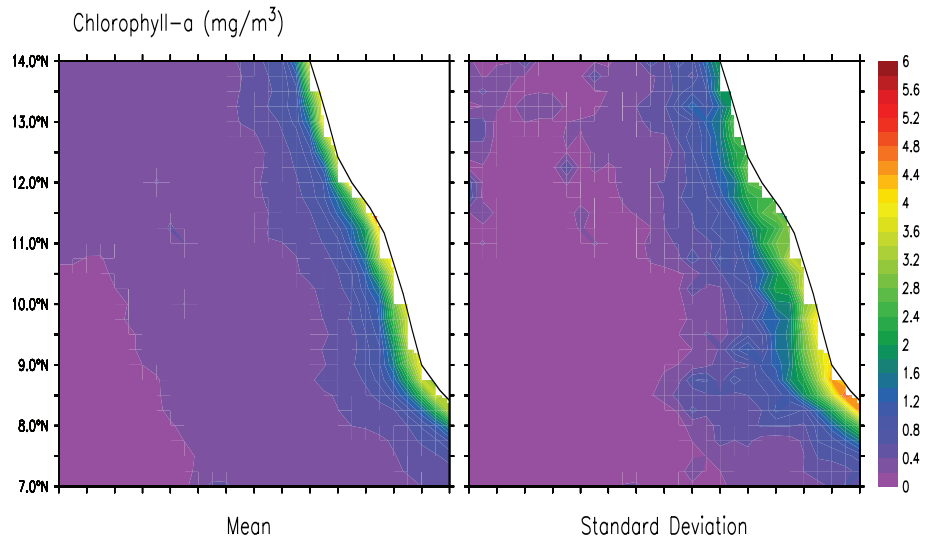 Chlorophyll-a (mg/m³)
14.0°N
13.0°N
12.0°N
11.0°N
10.0°N
9.0°N
8.0°N
7.0°N
6
5.6
5.2
4.8
4.4
4
3.6
3.2
2.8
2.4
2
1.6
1.2
0.8
0.4
0
Mean
Standard Deviation